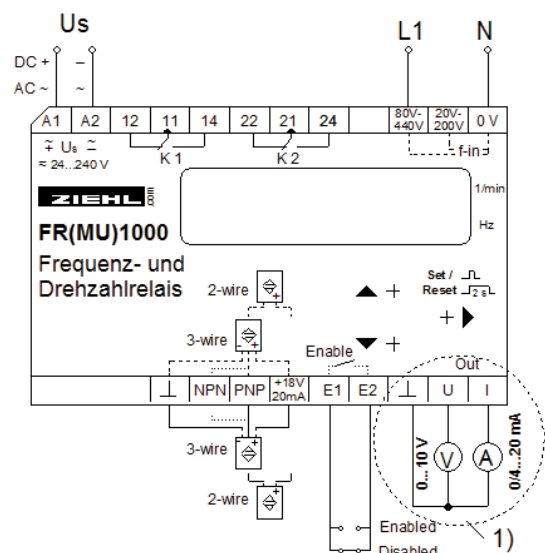 Us
L1
N
DC + –
AC ~ ~
A1 A2 12 11 14 22 21 24 80V-440V 20V-200V 0 V
≂ Us ≂
+ –
≂ 24...240 V
K 1
K 2
f-in
ZIEHL
1/min
Hz
FR(MU)1000
Frequenz- und
Drehzahlrelais
2-wire
3-wire
Set /
Reset 2 s
▲ +
+ ▶
▼ +
Enable
Out
⊥ NPN PNP +18V 20mA E1 E2 ⊥ U I
3-wire
2-wire
0...10 V
V
A
0/4...20 mA
Enabled
Disabled
1)